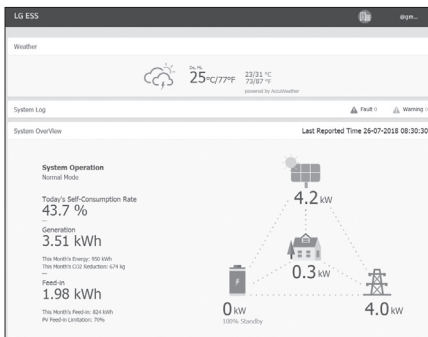 LG ESS
@gm...
Weather
De, HL
25°C/77°F
23/31 °C
73/87 °F
powered by AccuWeather
System Log
Fault 0
Warning
System OverView
Last Reported Time 26-07-2018 08:30:30
System Operation
Normal Mode
Today's Self-Consumption Rate
43.7 %
Generation
3.51 kWh
This Month's Energy: 950 kWh
This Month's CO2 Reduction: 674 kg
Feed-in
1.98 kWh
This Month's Feed-in: 824 kWh
PV Feed-in Limitation: 70%
4.2 kW
0.3 kW
0 kW
100% Standby
4.0 kW